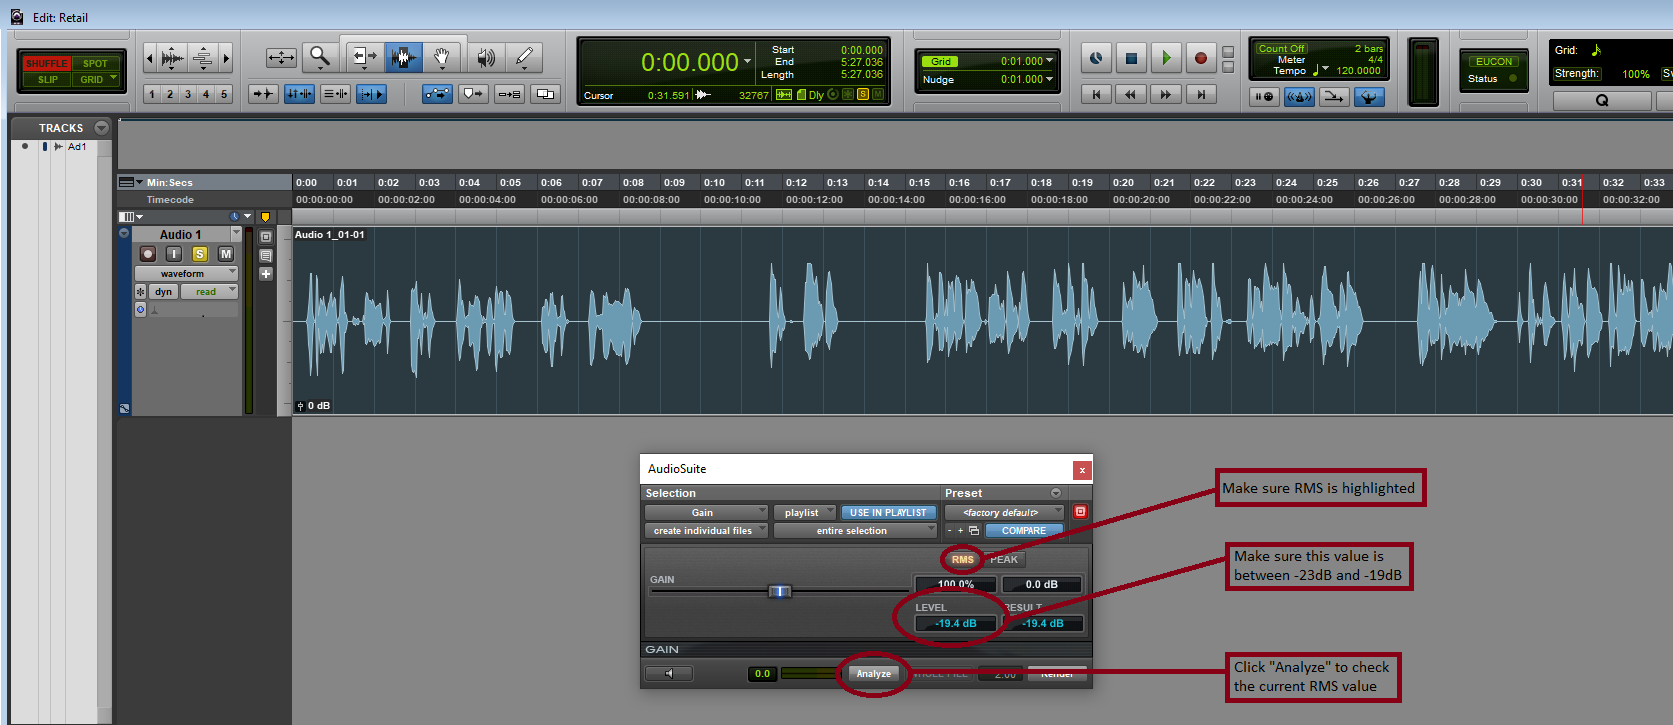 Edit: Retail
SHUFFLE SPOT
SLIP GRID
1 2 3 4 5
0:00.000
Start 0:00.000
End 5:27.036
Length 5:27.036
Cursor 0:31.591 32767 Dly S M
Grid 0:01.000
Nudge 0:01.000
Count Off 2 bars
Meter 4/4
Tempo 120.0000
EUCON
Status
Grid:
Strength: 100%
Q
TRACKS
Ad1
Min:Secs 0:00 0:01 0:02 0:03 0:04 0:05 0:06 0:07 0:08 0:09 0:10 0:11 0:12 0:13 0:14 0:15 0:16 0:17 0:18 0:19 0:20 0:21 0:22 0:23 0:24 0:25 0:26 0:27 0:28 0:29 0:30 0:31 0:32 0:33
Timecode 00:00:00:00 00:00:02:00 00:00:04:00 00:00:06:00 00:00:08:00 00:00:10:00 00:00:12:00 00:00:14:00 00:00:16:00 00:00:18:00 00:00:20:00 00:00:22:00 00:00:24:00 00:00:26:00 00:00:28:00 00:00:30:00 00:00:32:00
Audio 1
I S M
waveform
dyn read
Audio 1_01-01
0 dB
AudioSuite x
Selection Preset
Gain playlist USE IN PLAYLIST <factory default>
create individual files entire selection - + COMPARE
RMS PEAK
GAIN 100.0% 0.0 dB
LEVEL RESULT
-19.4 dB -19.4 dB
GAIN
0.0 Analyze WHOLE FILE 2.00 Render
Make sure RMS is highlighted
Make sure this value is
between -23dB and -19dB
Click "Analyze" to check
the current RMS value